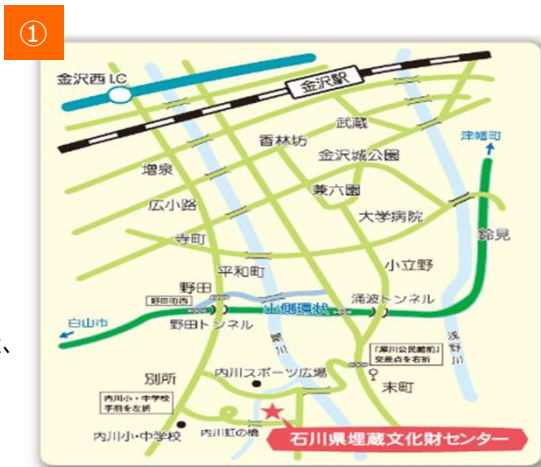 ①
金沢西I.C
金沢駅
武蔵
津幡町
香林坊
金沢城公園
増泉
兼六園
広小路
大学病院
寺町
鈴見
平和町
小立野
野田
野田町西
山側環状
涌波トンネル
白山市
野田トンネル
犀川
浅野川
「犀川公民館前」
交差点を右折
別所
内川スポーツ広場
末町
内川小・中学校
手前を左折
内川小・中学校
内川虹の橋
石川県埋蔵文化財センター
、